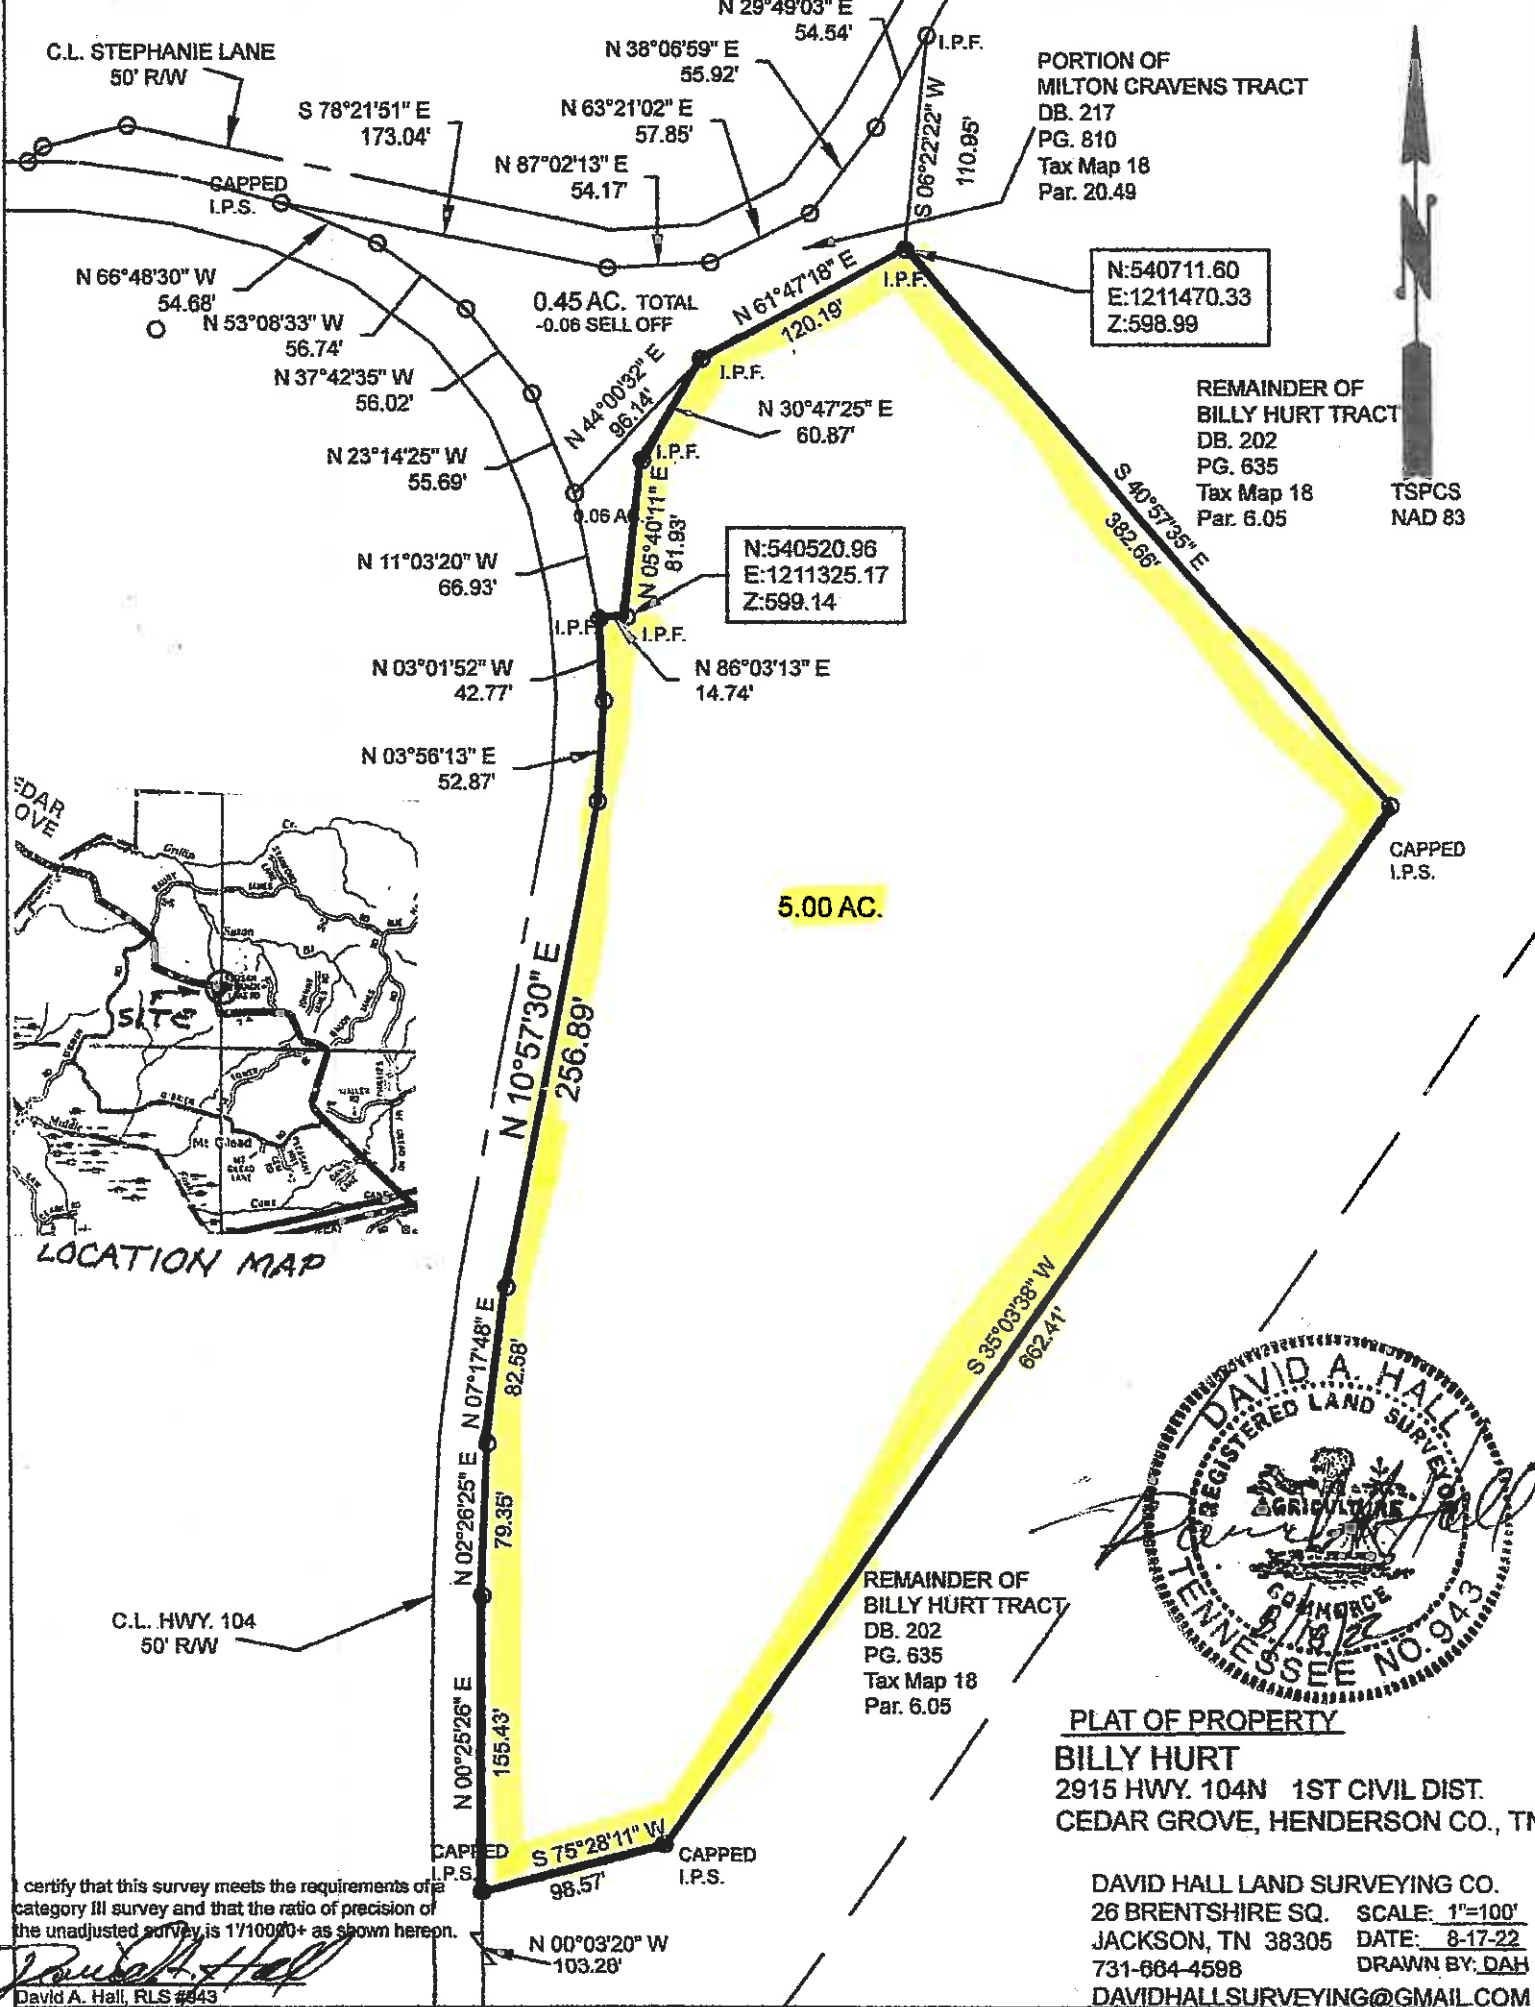 N 29°49'03" E
54.54'
I.P.F.
C.L. STEPHANIE LANE
50' R/W
N 38°06'59" E
55.92'
PORTION OF
MILTON CRAVENS TRACT
DB. 217
PG. 810
Tax Map 18
Par. 20.49
S 78°21'51" E
173.04'
N 63°21'02" E
57.85'
N 87°02'13" E
54.17'
S 06°22'22" W
110.95'
CAPPED
I.P.S.
N 66°48'30" W
54.68'
N 53°08'33" W
56.74'
0.45 AC. TOTAL
-0.06 SELL OFF
N 61°47'18" E
120.19'
I.P.F.
N:540711.60
E:1211470.33
Z:598.99
N
TSPCS
NAD 83
N 37°42'35" W
56.02'
N 44°00'32" E
96.14'
I.P.F.
N 30°47'25" E
60.87'
REMAINDER OF
BILLY HURT TRACT
DB. 202
PG. 635
Tax Map 18
Par. 6.05
N 23°14'25" W
55.69'
I.P.F.
S 40°57'35" E
382.66'
0.06 AC.
N 05°40'11" E
81.93'
N:540520.96
E:1211325.17
Z:599.14
N 11°03'20" W
66.93'
I.P.F.
I.P.F.
N 03°01'52" W
42.77'
N 86°03'13" E
14.74'
N 03°56'13" E
52.87'
CAPPED
I.P.S.
5.00 AC.
EDAR
OVE
Griffin
Cr.
SITE
Middle
Mt Gilead
MT
GILEAD
LANE
Cane
LOCATION MAP
N 10°57'30" E
256.89'
N 07°17'48" E
82.58'
S 35°03'38" W
662.41'
N 02°26'25" E
79.35'
DAVID A. HALL
REGISTERED LAND SURVEYOR
AGRICULTURE
COMMERCE
TENNESSEE NO. 943
REMAINDER OF
BILLY HURT TRACT
DB. 202
PG. 635
Tax Map 18
Par. 6.05
C.L. HWY. 104
50' R/W
N 00°25'26" E
155.43'
PLAT OF PROPERTY
BILLY HURT
2915 HWY. 104N 1ST CIVIL DIST.
CEDAR GROVE, HENDERSON CO., TN
CAPPED
I.P.S.
S 75°28'11" W
98.57'
CAPPED
I.P.S.
I certify that this survey meets the requirements of a
category III survey and that the ratio of precision of
the unadjusted survey is 1'/10000+ as shown hereon.
David A. Hall
David A. Hall, RLS #943
N 00°03'20" W
103.28'
DAVID HALL LAND SURVEYING CO.
26 BRENTSHIRE SQ. SCALE: 1"=100'
JACKSON, TN 38305 DATE: 8-17-22
731-664-4598 DRAWN BY: DAH
DAVIDHALLSURVEYING@GMAIL.COM